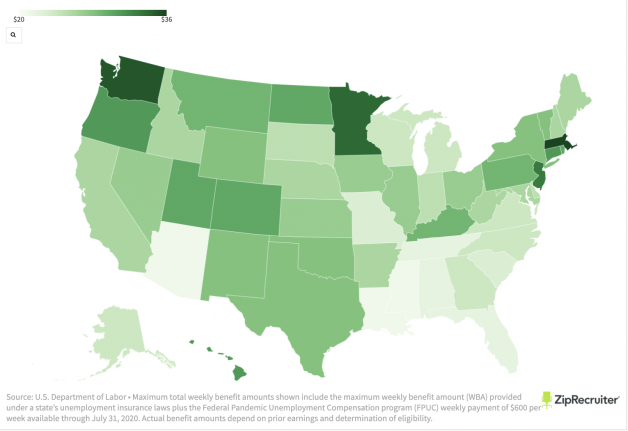 $20 $36
Source: U.S. Department of Labor • Maximum total weekly benefit amounts shown include the maximum weekly benefit amount (WBA) provided
under a state's unemployment insurance laws plus the Federal Pandemic Unemployment Compensation program (FPUC) weekly payment of $600 per
week available through July 31, 2020. Actual benefit amounts depend on prior earnings and determination of eligibility.
ZipRecruiter